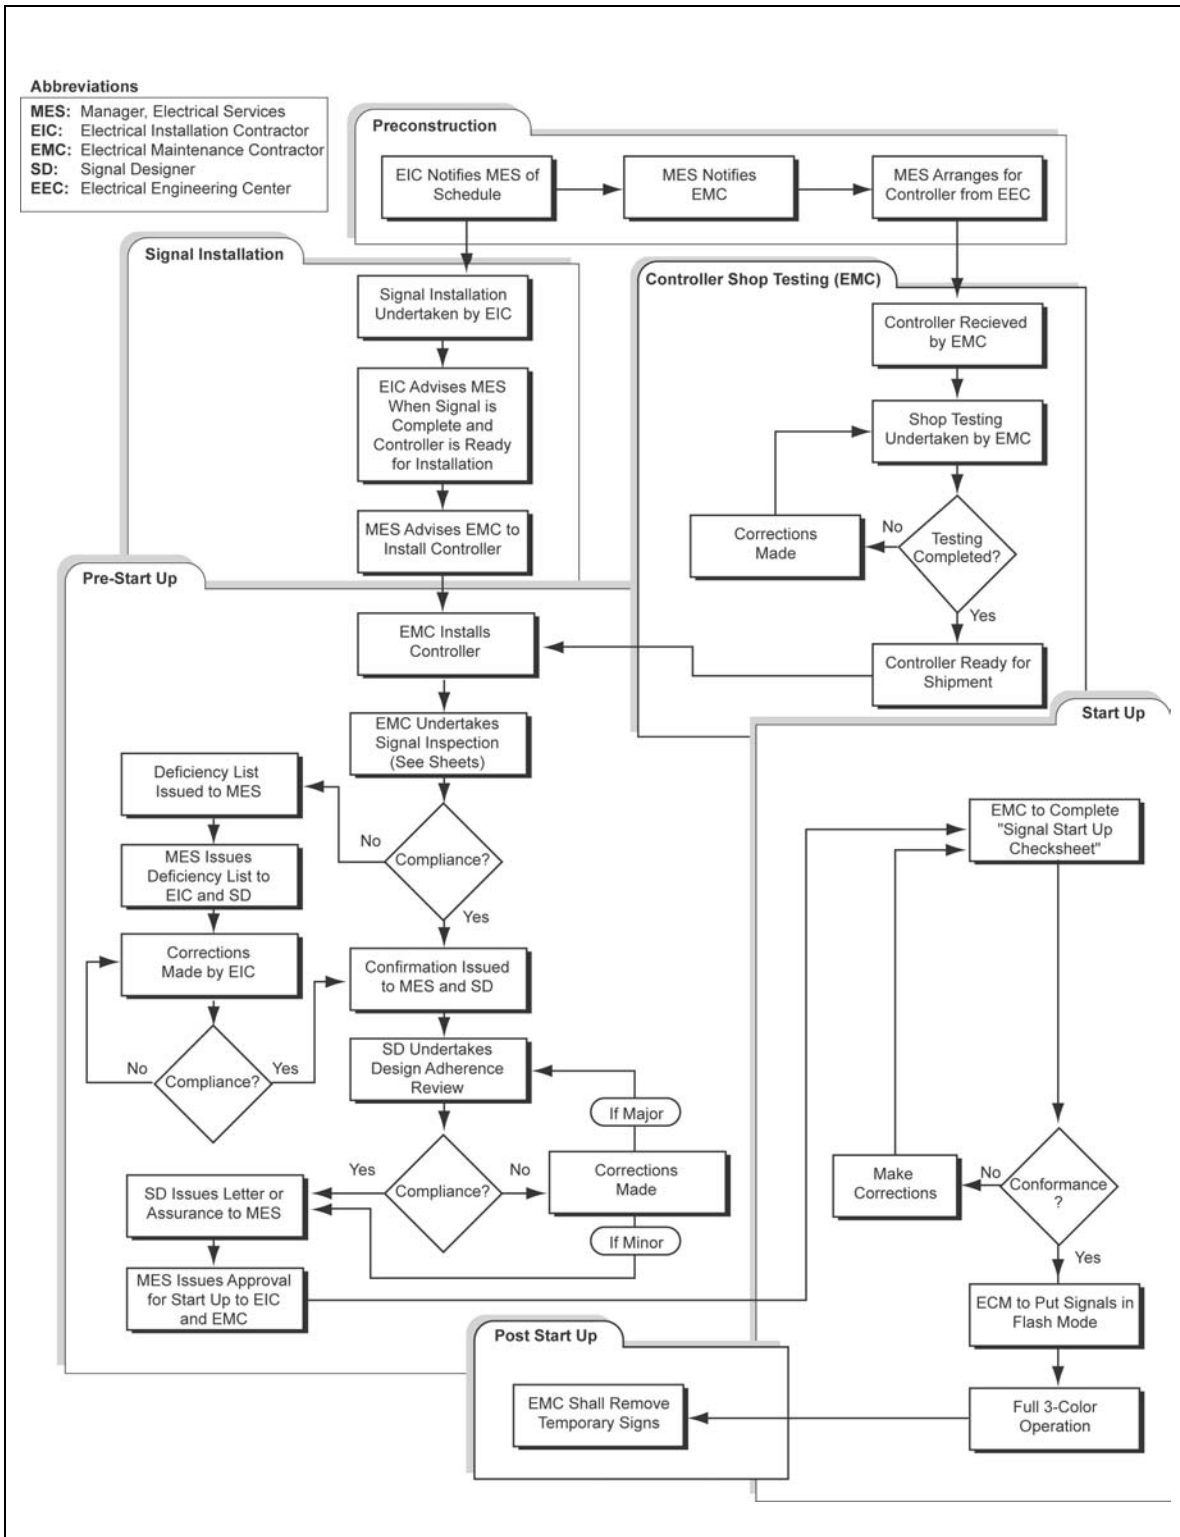 Abbreviations
MES: Manager, Electrical Services
EIC: Electrical Installation Contractor
EMC: Electrical Maintenance Contractor
SD: Signal Designer
EEC: Electrical Engineering Center
Preconstruction
EIC Notifies MES of
Schedule
MES Notifies
EMC
MES Arranges for
Controller from EEC
Signal Installation
Signal Installation
Undertaken by EIC
EIC Advises MES
When Signal is
Complete and
Controller is Ready
for Installation
MES Advises EMC to
Install Controller
Controller Shop Testing (EMC)
Controller Recieved
by EMC
Shop Testing
Undertaken by EMC
Testing
Completed?
No
Corrections
Made
Yes
Controller Ready for
Shipment
Pre-Start Up
EMC Installs
Controller
EMC Undertakes
Signal Inspection
(See Sheets)
Compliance?
No
Deficiency List
Issued to MES
MES Issues
Deficiency List to
EIC and SD
Corrections
Made by EIC
Compliance?
No
Yes
Yes
Confirmation Issued
to MES and SD
SD Undertakes
Design Adherence
Review
Compliance?
Yes
No
Corrections
Made
If Major
If Minor
SD Issues Letter or
Assurance to MES
MES Issues Approval
for Start Up to EIC
and EMC
Start Up
EMC to Complete
"Signal Start Up
Checksheet"
Conformance
?
No
Make
Corrections
Yes
ECM to Put Signals in
Flash Mode
Full 3-Color
Operation
Post Start Up
EMC Shall Remove
Temporary Signs